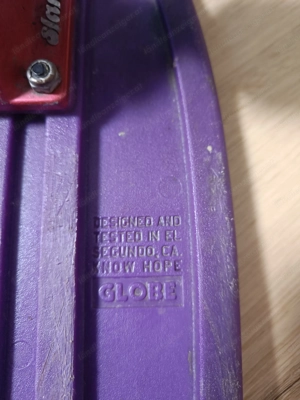 DESIGNED AND
TESTED IN EL
SEGUNDO, CA.
KNOW HOPE
GLOBE